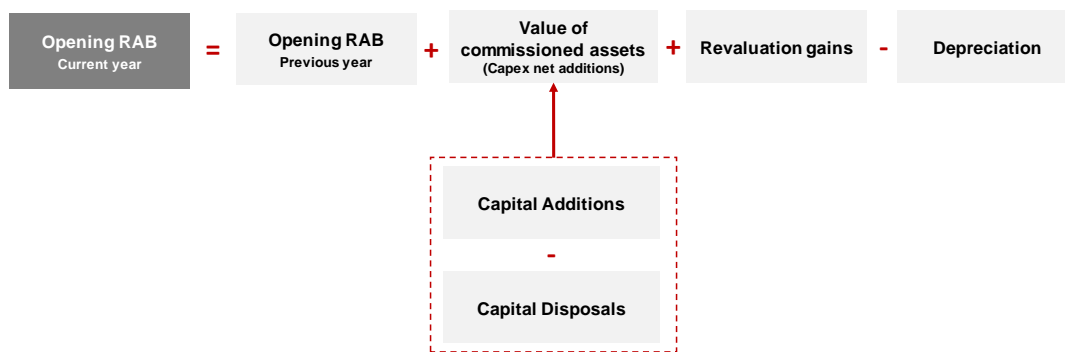 Opening RAB
Current year
=
Opening RAB
Previous year
+
Value of
commissioned assets
(Capex net additions)
+
Revaluation gains
-
Depreciation
Capital Additions
-
Capital Disposals